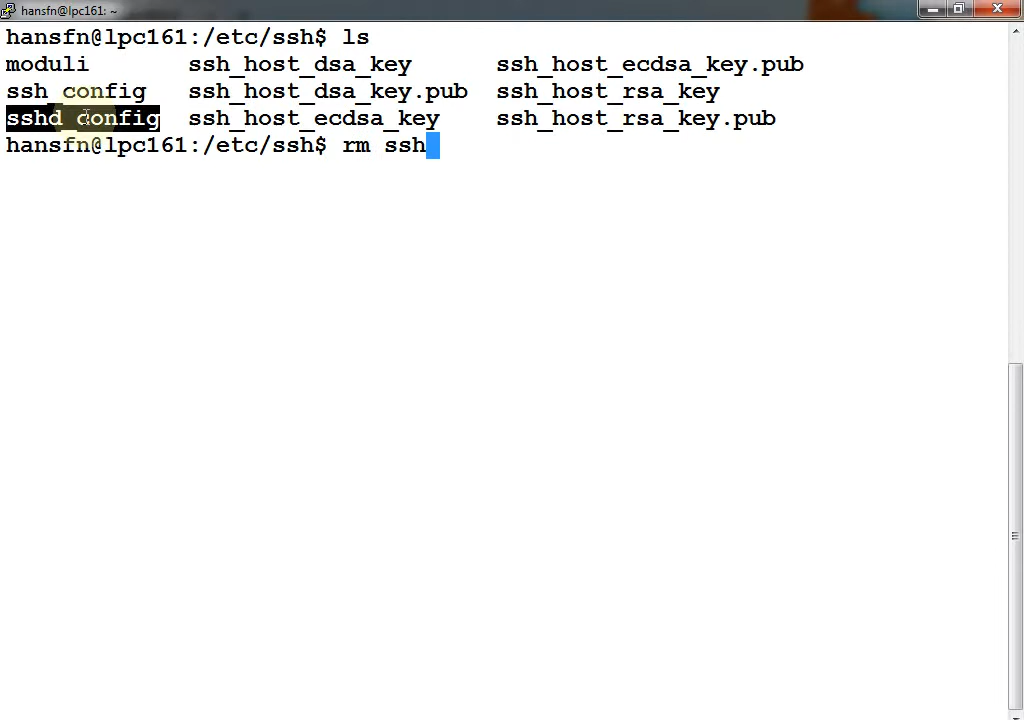 hansfn@lpc161: ~
hansfn@lpc161:/etc/ssh$ ls
moduli ssh_host_dsa_key ssh_host_ecdsa_key.pub
ssh_config ssh_host_dsa_key.pub ssh_host_rsa_key
sshd_config ssh_host_ecdsa_key ssh_host_rsa_key.pub
hansfn@lpc161:/etc/ssh$ rm ssh